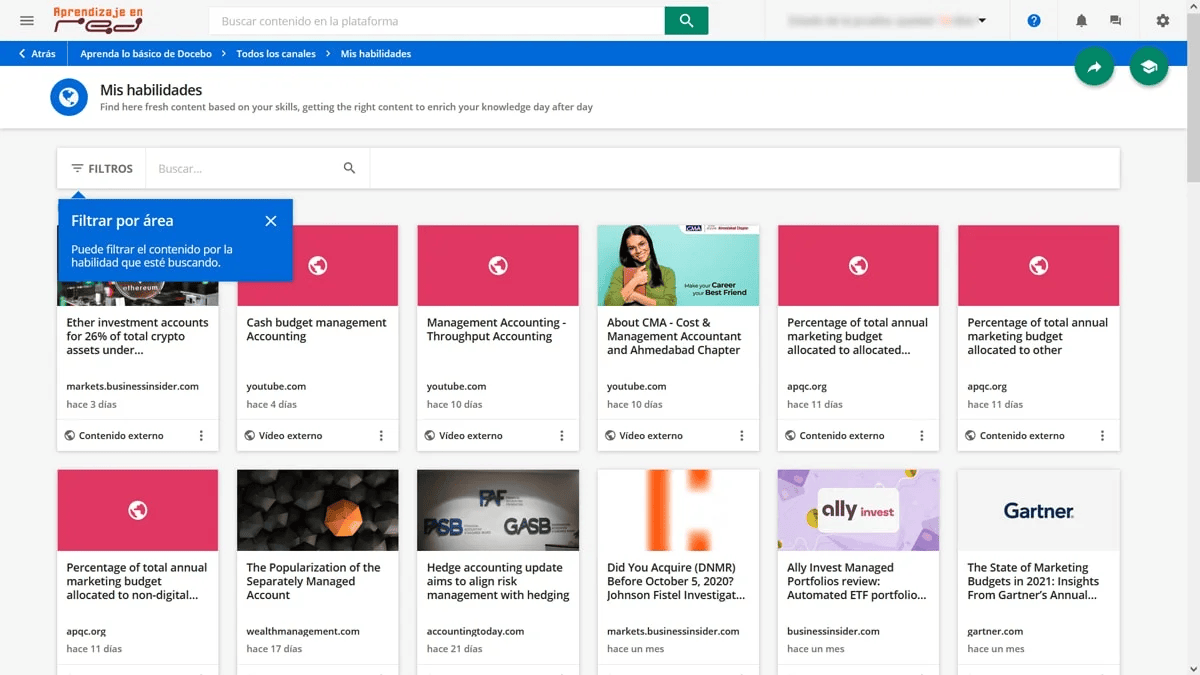 Aprendizaje en
red
Buscar contenido en la plataforma
Atrás
Aprenda lo básico de Docebo
Todos los canales
Mis habilidades
Mis habilidades
Find here fresh content based on your skills, getting the right content to enrich your knowledge day after day
FILTROS
Buscar...
Filtrar por área
Puede filtrar el contenido por la
habilidad que esté buscando.
ethereum
Ether investment accounts
for 26% of total crypto
assets under...
markets.businessinsider.com
hace 3 días
Contenido externo
Cash budget management
Accounting
youtube.com
hace 4 días
Vídeo externo
Management Accounting -
Throughput Accounting
youtube.com
hace 10 días
Vídeo externo
CMA
Ahmedabad Chapter
Make your Career
your Best Friend
About CMA - Cost &
Management Accountant
and Ahmedabad Chapter
youtube.com
hace 10 días
Vídeo externo
Percentage of total annual
marketing budget
allocated to allocated...
apqc.org
hace 11 días
Contenido externo
Percentage of total annual
marketing budget
allocated to other
apqc.org
hace 11 días
Contenido externo
Percentage of total annual
marketing budget
allocated to non-digital...
apqc.org
hace 11 días
The Popularization of the
Separately Managed
Account
wealthmanagement.com
hace 17 días
FAF
FASB
GASB
Hedge accounting update
aims to align risk
management with hedging
accountingtoday.com
hace 21 días
Did You Acquire (DNMR)
Before October 5, 2020?
Johnson Fistel Investigat...
markets.businessinsider.com
hace un mes
ally invest
Ally Invest Managed
Portfolios review:
Automated ETF portfolio...
businessinsider.com
hace un mes
Gartner
The State of Marketing
Budgets in 2021: Insights
From Gartner's Annual...
gartner.com
hace un mes